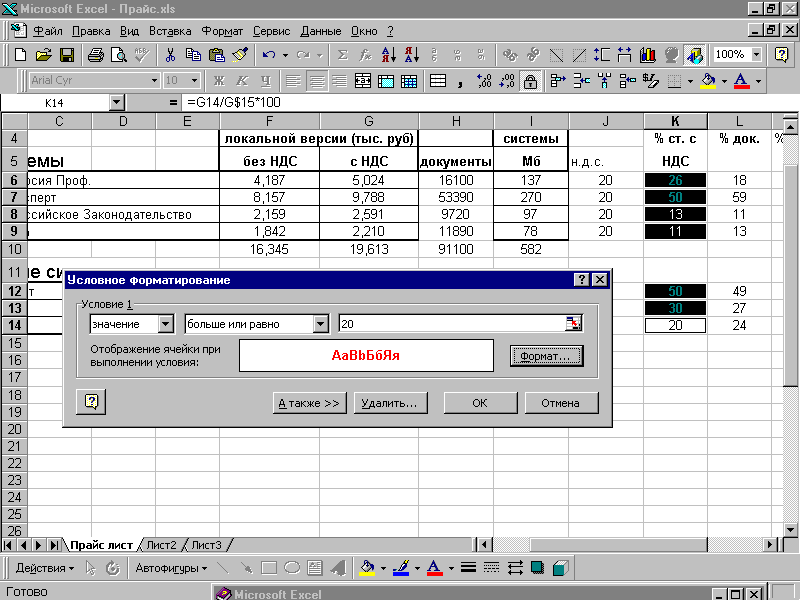 Microsoft Excel - Прайс.xls
Файл Правка Вид Вставка Формат Сервис Данные Окно ?
100%
Arial Cyr 10 Ж К Ч
K14 = =G14/G$15*100
C D E F G H I J K L
4 локальной версии (тыс. руб) системы % ст. с % док. %
5 емы без НДС с НДС документы Мб н.д.с. НДС
6 рсия Проф. 4,187 5,024 16100 137 20 26 18
7 сперт 8,157 9,788 53390 270 20 50 59
8 ссийское Законодательство 2,159 2,591 9720 97 20 13 11
9 1,842 2,210 11890 78 20 11 13
10 16,345 19,613 91100 582
11 ые си
Условное форматирование
Условие 1
значение больше или равно 20
Отображение ячейки при
выполнении условия:
АаВbБбЯя
Формат...
А также >> Удалить... ОК Отмена
12 т 50 49
13 30 27
14 20 24
15
16
17
18
19
20
21
22
23
24
25
26
Прайс лист Лист2 Лист3
Действия Автофигуры
Готово
Microsoft Excel